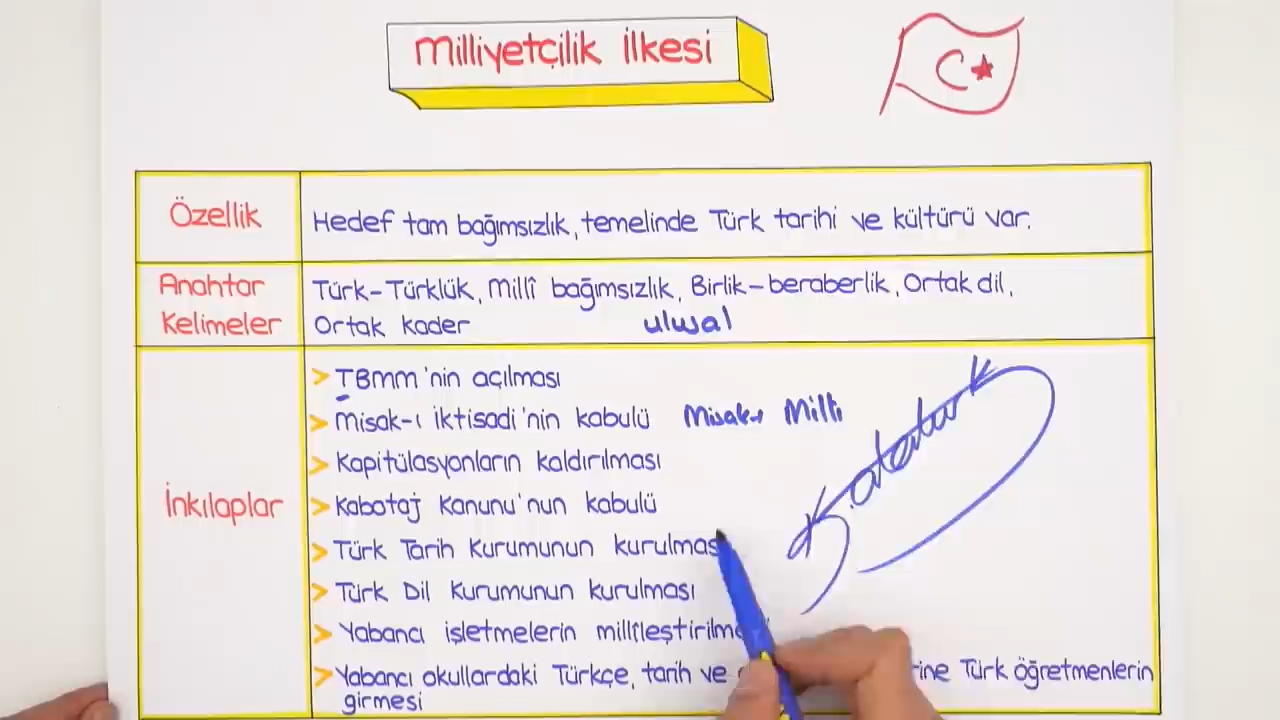 Milliyetçilik İlkesi
Özellik
Hedef tam bağımsızlık, temelinde Türk tarihi ve kültürü var.
Anahtar
Kelimeler
Türk-Türklük, Millî bağımsızlık, Birlik-beraberlik, Ortak dil,
Ortak kader
ulusal
İnkılaplar
> TBMM'nin açılması
> Misak-ı İktisadi'nin kabulü Misak-ı Milli
> Kapitülasyonların kaldırılması
> Kabotaj Kanunu'nun kabulü
> Türk Tarih Kurumunun kurulması
> Türk Dil Kurumunun kurulması
> Yabancı işletmelerin millîleştirilmesi
> Yabancı okullardaki Türkçe, tarih ve Türk öğretmenlerin
girmesi
K. Atatürk